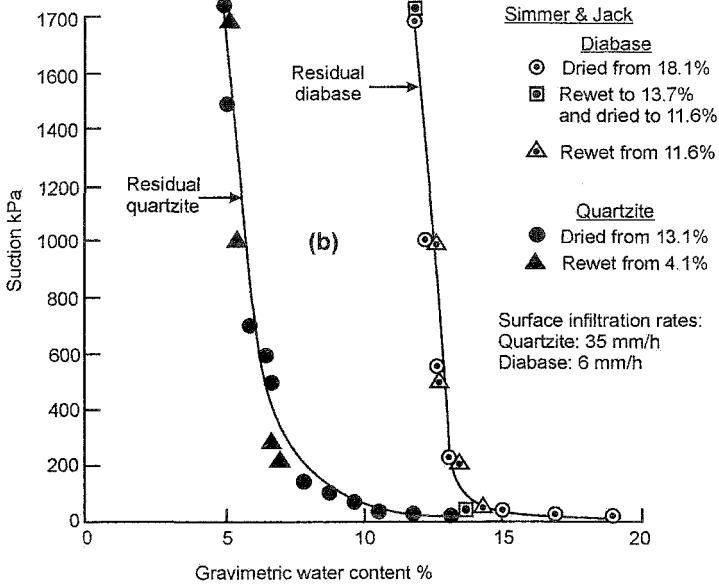 1700
1700
1400
1200
1000
800
600
400
200
0
Suction kPa
0
5
10
15
20
Gravimetric water content %
Residual
quartzite
Residual
diabase
(b)
Simmer & Jack
Diabase
Dried from 18.1%
Rewet to 13.7%
and dried to 11.6%
Rewet from 11.6%
Quartzite
Dried from 13.1%
Rewet from 4.1%
Surface infiltration rates:
Quartzite: 35 mm/h
Diabase: 6 mm/h